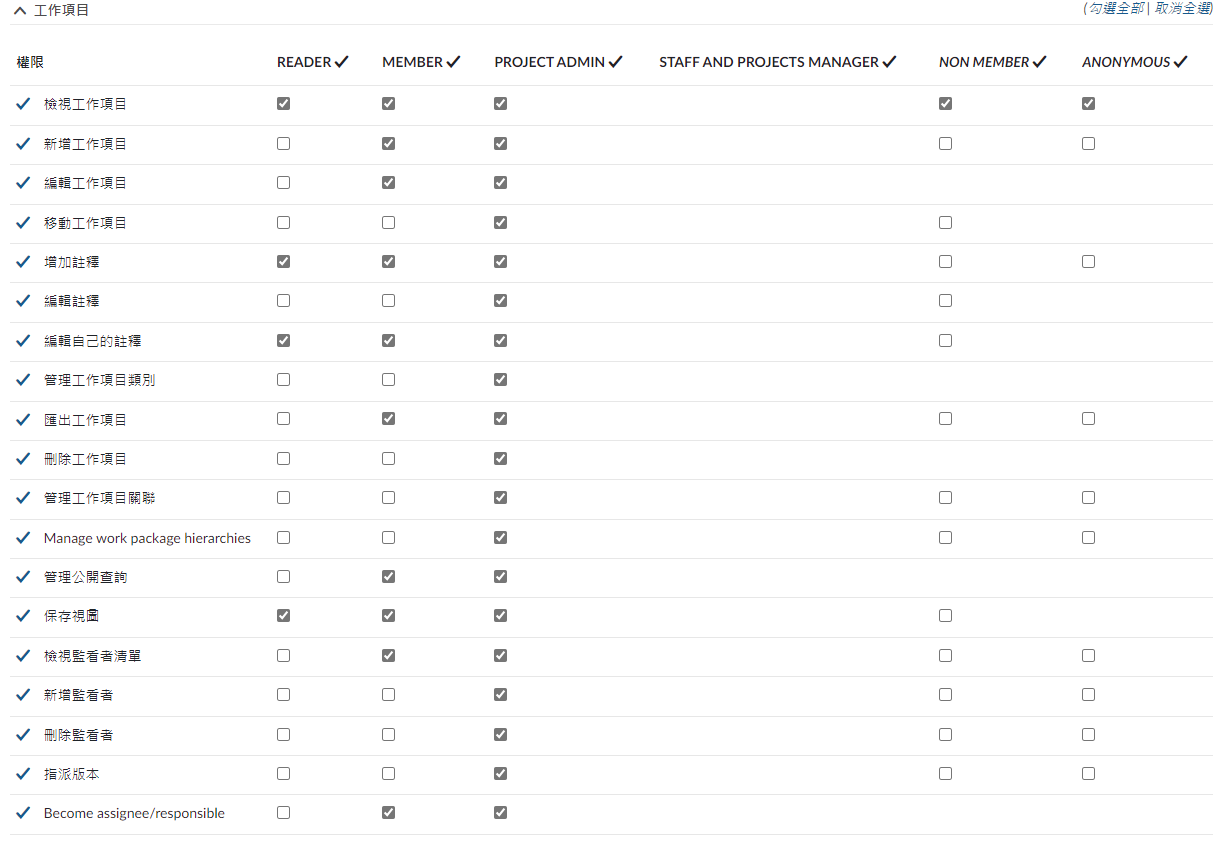 工作項目
(勾選全部 | 取消全選)
權限 READER MEMBER PROJECT ADMIN STAFF AND PROJECTS MANAGER NON MEMBER ANONYMOUS
檢視工作項目
新增工作項目
編輯工作項目
移動工作項目
增加註釋
編輯註釋
編輯自己的註釋
管理工作項目類別
匯出工作項目
刪除工作項目
管理工作項目關聯
Manage work package hierarchies
管理公開查詢
保存視圖
檢視監看者清單
新增監看者
刪除監看者
指派版本
Become assignee/responsible